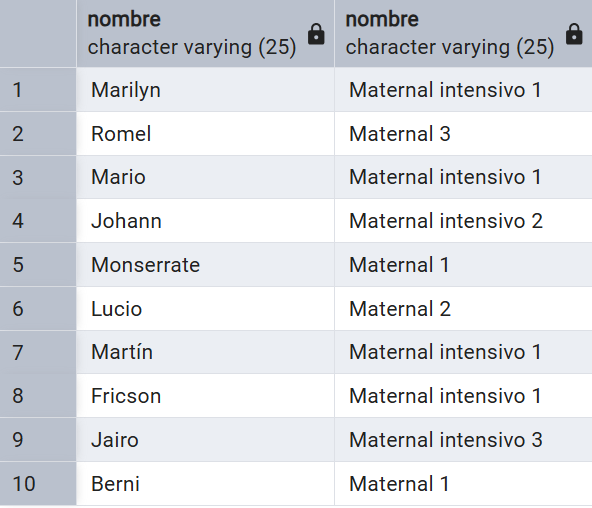 nombre nombre
character varying (25) character varying (25)
1 Marilyn Maternal intensivo 1
2 Romel Maternal 3
3 Mario Maternal intensivo 1
4 Johann Maternal intensivo 2
5 Monserrate Maternal 1
6 Lucio Maternal 2
7 Martín Maternal intensivo 1
8 Fricson Maternal intensivo 1
9 Jairo Maternal intensivo 3
10 Berni Maternal 1